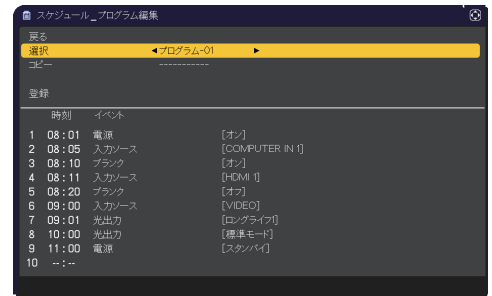 スケジュール_プログラム編集
戻る
選択 ◀プログラム-01 ▶
コピー -----------
登録
時刻 イベント
1 08:01 電源 [オン]
2 08:05 入力ソース [COMPUTER IN 1]
3 08:10 ブランク [オン]
4 08:11 入力ソース [HDMI 1]
5 08:20 ブランク [オフ]
6 09:00 入力ソース [VIDEO]
7 09:01 光出力 [ロングライフ1]
8 10:00 光出力 [標準モード]
9 11:00 電源 [スタンバイ]
10 --:--